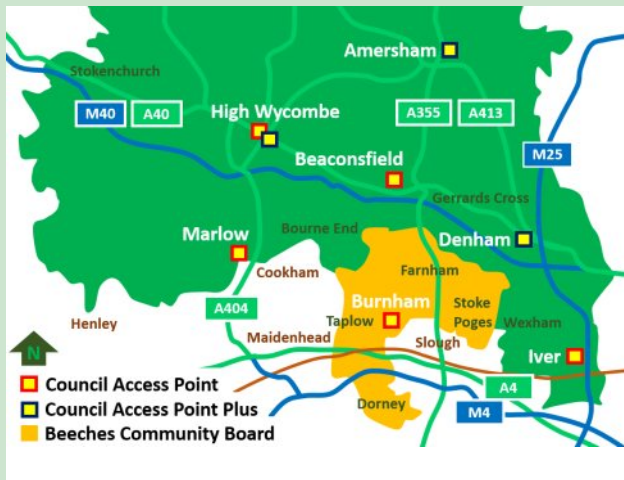 Amersham
Stokenchurch
M40
A40
High Wycombe
A355
A413
M25
Beaconsfield
Gerrards Cross
Marlow
Bourne End
Denham
Cookham
Farnham
A404
Burnham
Stoke
Poges
Wexham
Henley
Taplow
Maidenhead
Slough
Iver
N
Council Access Point
A4
Council Access Point Plus
Dorney
M4
Beeches Community Board